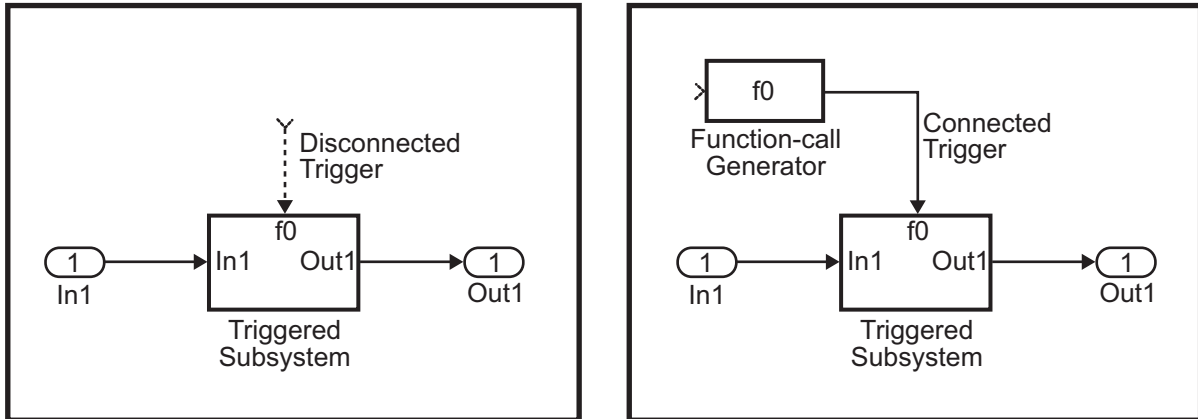 Disconnected
Trigger
f0
1
In1
Out1
1
In1
Out1
Triggered
Subsystem
f0
Function-call
Generator
Connected
Trigger
f0
1
In1
Out1
1
In1
Out1
Triggered
Subsystem